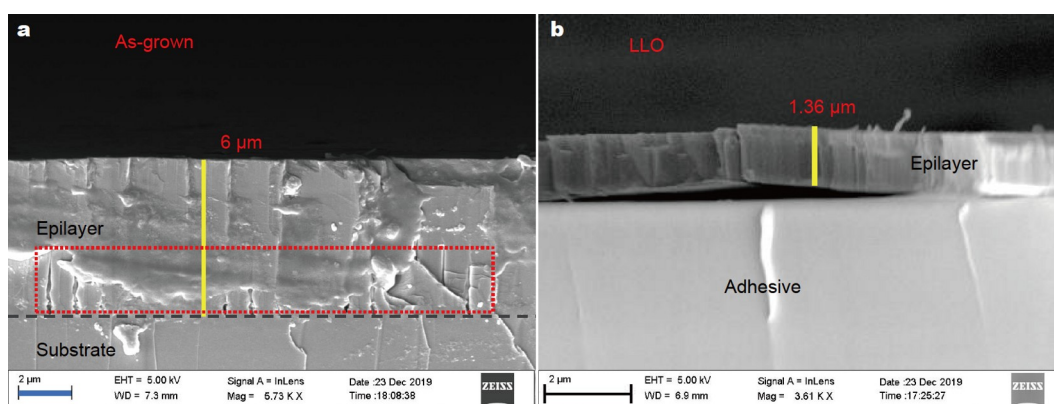 a
As-grown
6 µm
Epilayer
Substrate
2 µm
EHT = 5.00 kV
WD = 7.3 mm
Signal A = InLens
Mag = 5.73 K X
Date :23 Dec 2019
Time :18:08:38
ZEISS
b
LLO
1.36 µm
Epilayer
Adhesive
2 µm
EHT = 5.00 kV
WD = 6.9 mm
Signal A = InLens
Mag = 3.61 K X
Date :23 Dec 2019
Time :17:25:27
ZEISS